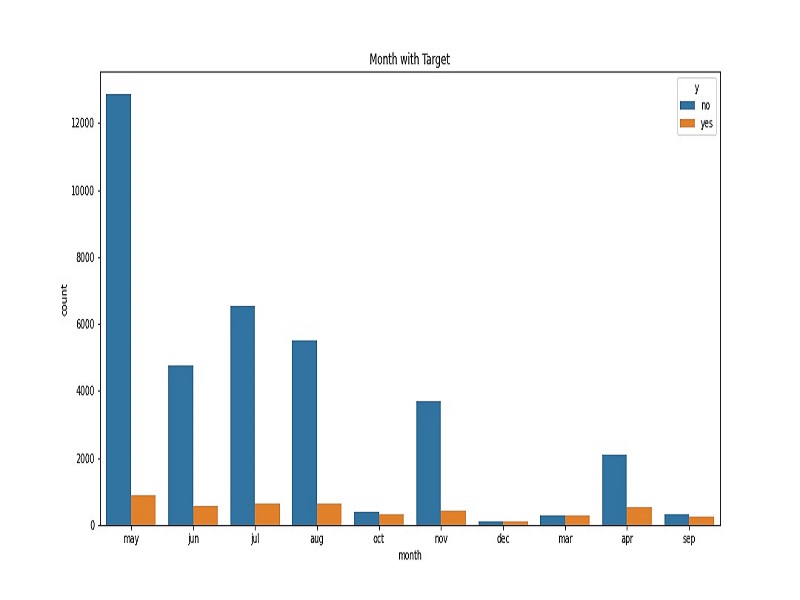 Month with Target
y
no
yes
12000
10000
8000
6000
4000
2000
0
count
may jun jul aug oct nov dec mar apr sep
month